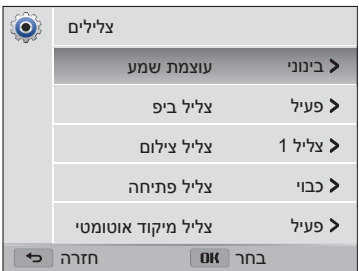 צלילים
עוצמת שמע בינוני
צליל ביפ פעיל
צליל צילום צליל 1
צליל פתיחה כבוי
צליל מיקוד אוטומטי פעיל
חזרה OK בחר